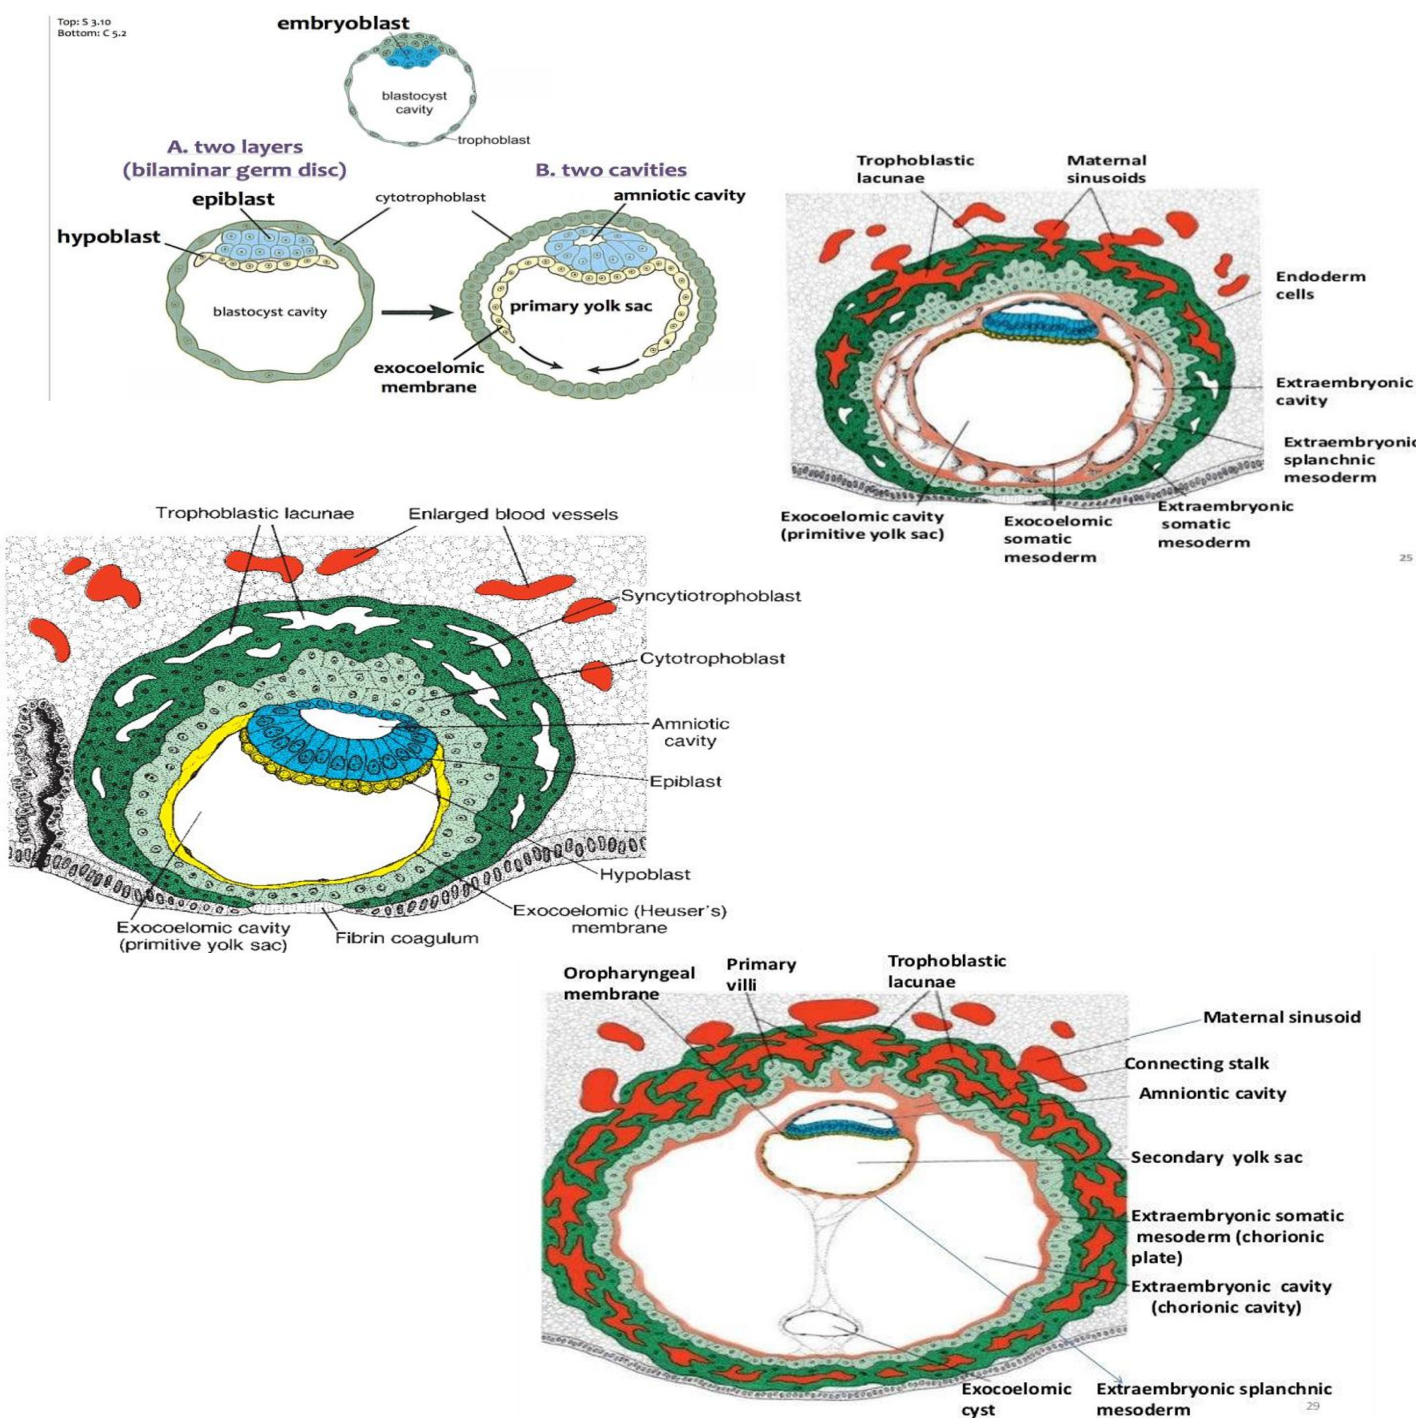 Top: S 3.10
Bottom: C 5.2
embryoblast
blastocyst
cavity
trophoblast
A. two layers
(bilaminar germ disc)
B. two cavities
epiblast
cytotrophoblast
amniotic cavity
hypoblast
blastocyst cavity
primary yolk sac
exocoelomic
membrane
Trophoblastic
lacunae
Maternal
sinusoids
Endoderm
cells
Extraembryonic
cavity
Extraembryonic
splanchnic
mesoderm
Exocoelomic cavity
(primitive yolk sac)
Exocoelomic
somatic
mesoderm
Extraembryonic
somatic
mesoderm
25
Trophoblastic lacunae
Enlarged blood vessels
Syncytiotrophoblast
Cytotrophoblast
Amniotic
cavity
Epiblast
Hypoblast
Exocoelomic (Heuser's)
membrane
Exocoelomic cavity
(primitive yolk sac)
Fibrin coagulum
Oropharyngeal
membrane
Primary
villi
Trophoblastic
lacunae
Maternal sinusoid
Connecting stalk
Amniontic cavity
Secondary yolk sac
Extraembryonic somatic
mesoderm (chorionic
plate)
Extraembryonic cavity
(chorionic cavity)
Exocoelomic
cyst
Extraembryonic splanchnic
mesoderm
29